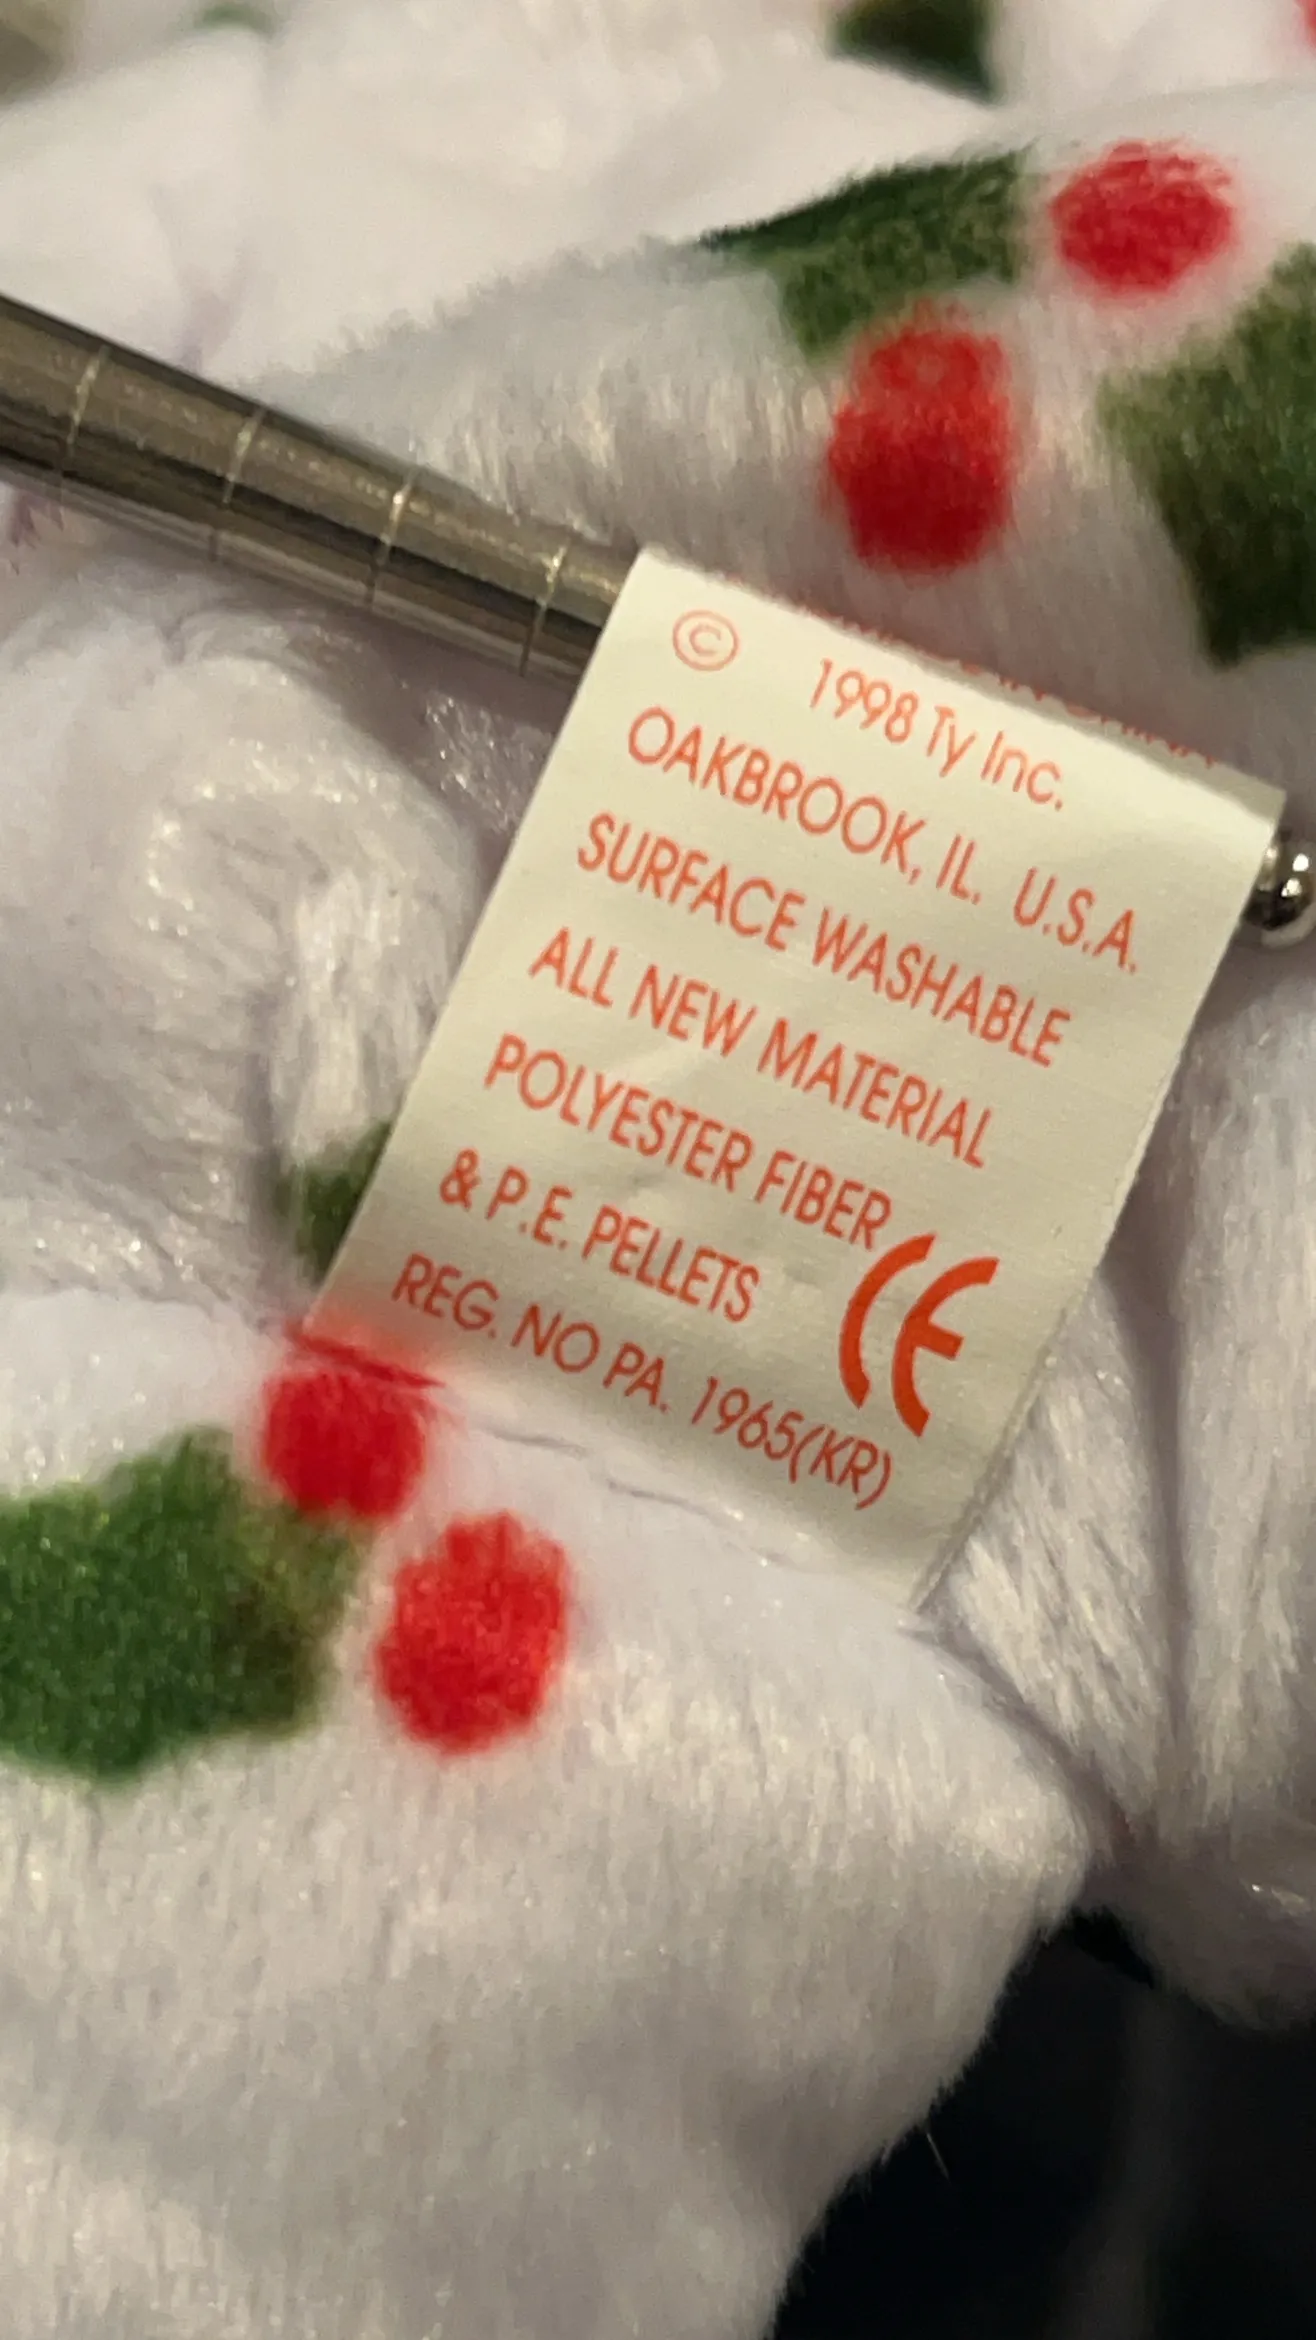 © 1998 Ty Inc.
OAKBROOK, IL. U.S.A.
SURFACE WASHABLE
ALL NEW MATERIAL
POLYESTER FIBER
& P.E. PELLETS CE
REG. NO PA. 1965(KR)